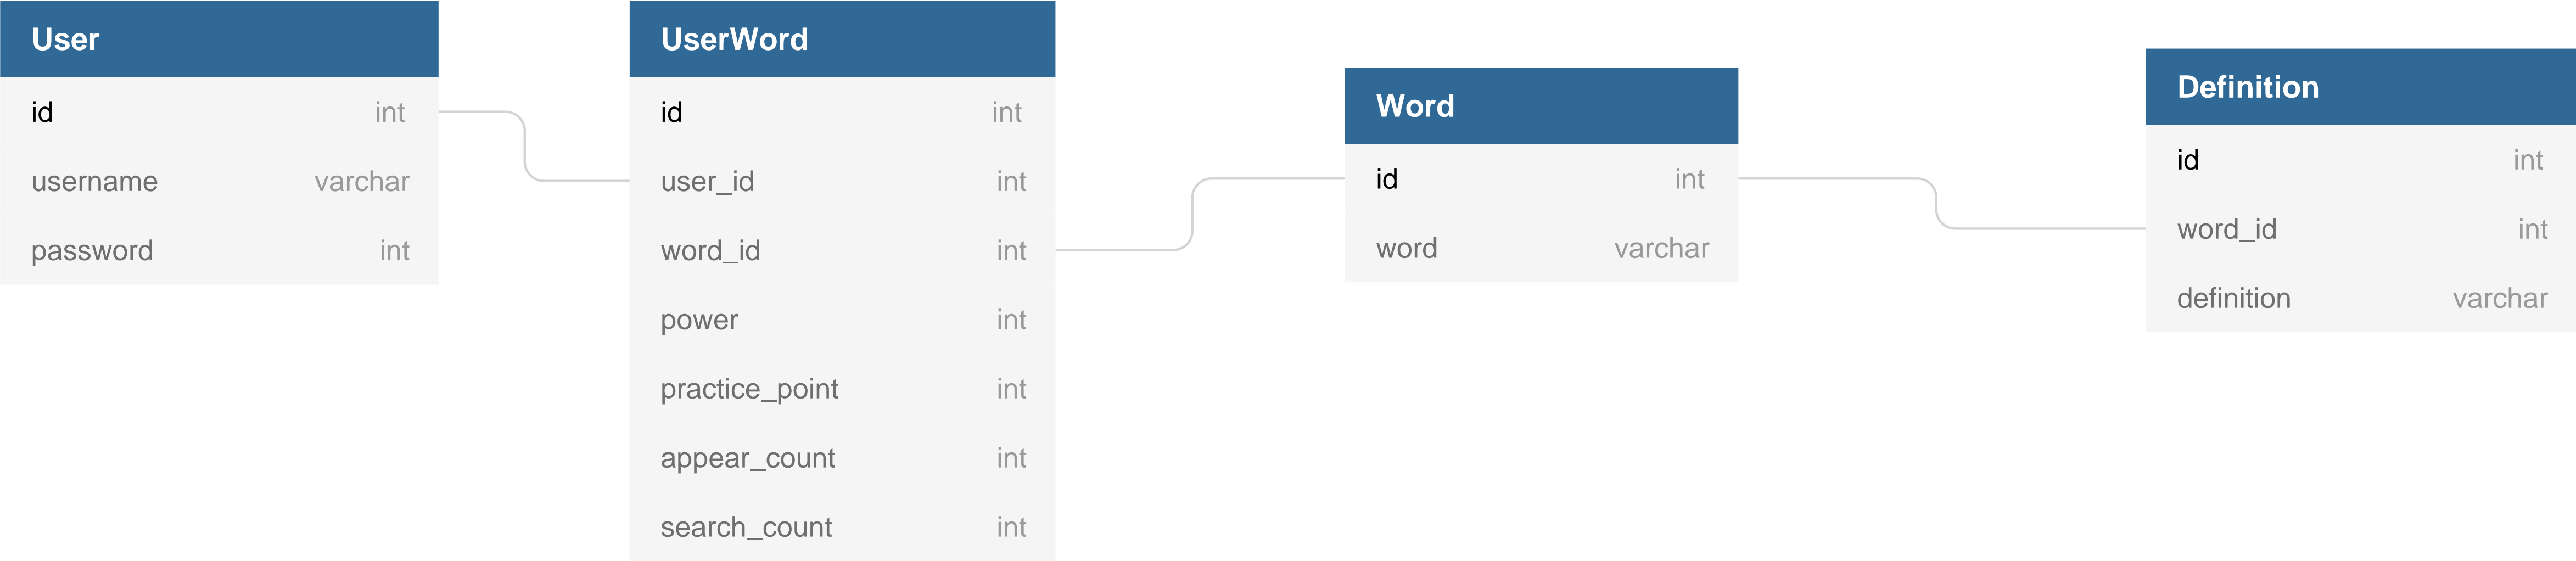 User
id int
username varchar
password int
UserWord
id int
user_id int
word_id int
power int
practice_point int
appear_count int
search_count int
Word
id int
word varchar
Definition
id int
word_id int
definition varchar